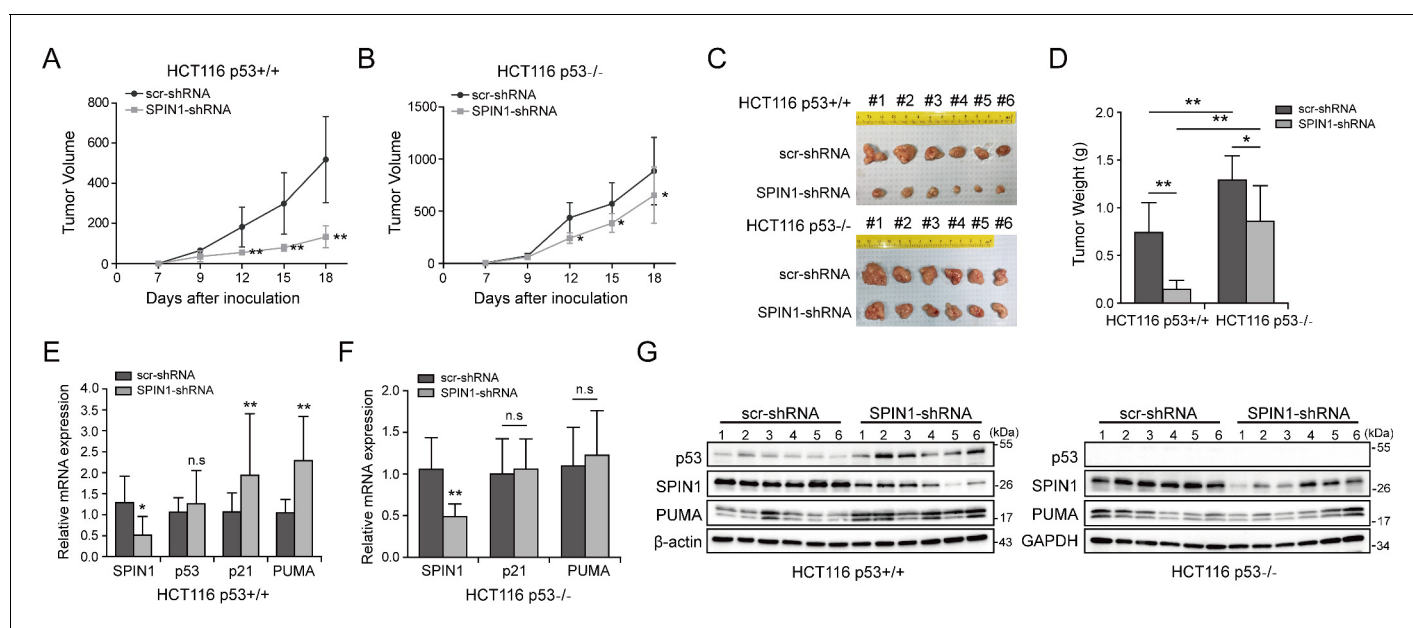 A
HCT116 p53+/+
scr-shRNA
SPIN1-shRNA
Tumor Volume
800
600
400
200
0
0 7 9 12 15 18
** ** **
Days after inoculation
B
HCT116 p53-/-
scr-shRNA
SPIN1-shRNA
Tumor Volume
1500
1000
500
0
0 7 9 12 15 18
* * *
Days after inoculation
C
HCT116 p53+/+ #1 #2 #3 #4 #5 #6
scr-shRNA
SPIN1-shRNA
HCT116 p53-/- #1 #2 #3 #4 #5 #6
scr-shRNA
SPIN1-shRNA
D
scr-shRNA
SPIN1-shRNA
Tumor Weight (g)
2.0
1.5
1.0
0.5
0.0
** ** ** *
HCT116 p53+/+ HCT116 p53-/-
E
scr-shRNA
SPIN1-shRNA
Relative mRNA expression
4.0
3.5
3.0
2.5
2.0
1.5
1.0
0.5
0.0
* n.s ** **
SPIN1 p53 p21 PUMA
HCT116 p53+/+
F
scr-shRNA
SPIN1-shRNA
Relative mRNA expression
2.0
1.5
1.0
0.5
0.0
** n.s n.s
SPIN1 p21 PUMA
HCT116 p53-/-
G
scr-shRNA SPIN1-shRNA
1 2 3 4 5 6 1 2 3 4 5 6 (kDa)
p53 -55
SPIN1 -26
PUMA -17
β-actin -43
HCT116 p53+/+
scr-shRNA SPIN1-shRNA
1 2 3 4 5 6 1 2 3 4 5 6 (kDa)
p53 -55
SPIN1 -26
PUMA -17
GAPDH -34
HCT116 p53-/-